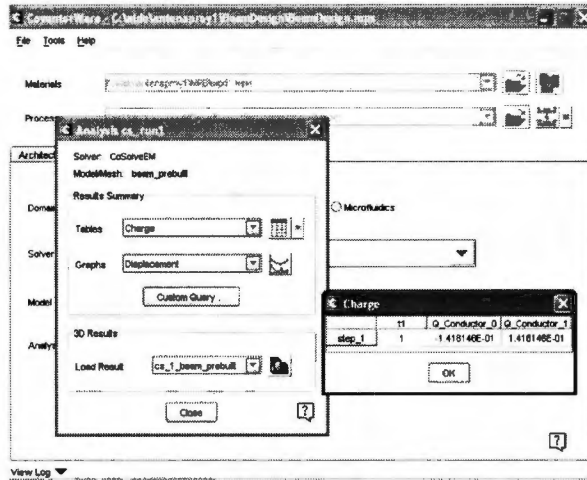 CoventorWare - C:\
File Tools Help
Materials
Process
Analysis cs_run1
Architect
Solver: CoSolveEM
Model/Mesh: beam_prebuilt
Results Summary
Domain
Microfluidics
Tables Charge
Solver
Graphs Displacement
Custom Query
Model
Charge
t1 Q_Conductor_0 Q_Conductor_1
step_1 1 -1.416146E-01 1.416146E-01
OK
3D Results
Analysis
Load Result cs_1_beam_prebuilt
Close
?
?
View Log